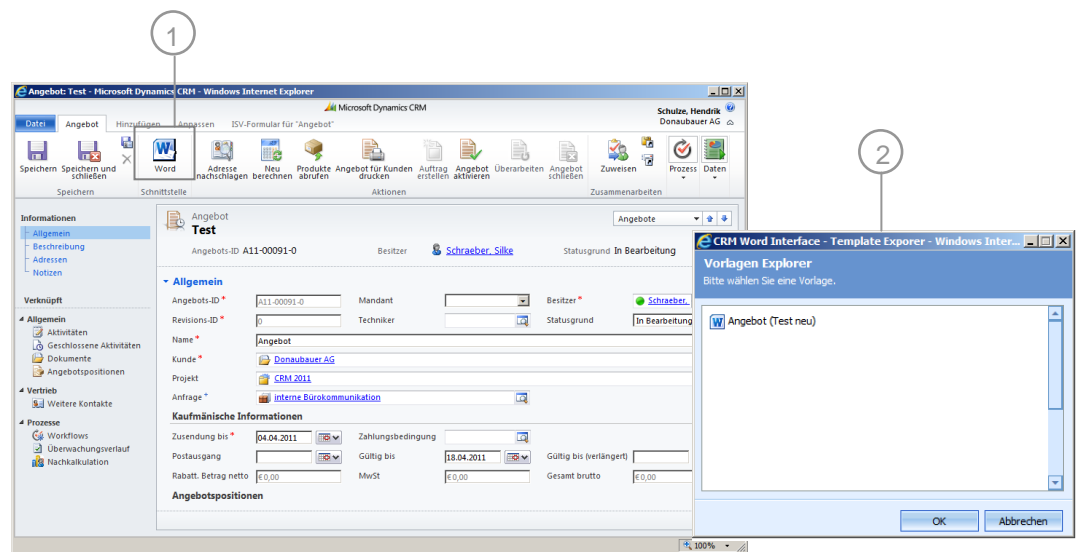 1
Angebot: Test - Microsoft Dynamics CRM - Windows Internet Explorer
Microsoft Dynamics CRM
Schulze, Hendrik
Donaubauer AG
Datei Angebot Hinzufügen Anpassen ISV-Formular für "Angebot"
Speichern Speichern und schließen Word Adresse nachschlagen Neu berechnen Produkte abrufen Angebot für Kunden drucken Auftrag erstellen Angebot aktivieren Überarbeiten Angebot schließen Zuweisen Prozess Daten
Speichern Schnittstelle Aktionen Zusammenarbeiten
2
Informationen
Allgemein
Beschreibung
Adressen
Notizen
Verknüpft
Allgemein
Aktivitäten
Geschlossene Aktivitäten
Dokumente
Angebotspositionen
Vertrieb
Weitere Kontakte
Prozesse
Workflows
Überwachungsverlauf
Nachkalkulation
Angebot
Test
Angebote
Angebots-ID A11-00091-0 Besitzer Schraeber, Silke Statusgrund In Bearbeitung
Allgemein
Angebots-ID * A11-00091-0 Mandant Besitzer * Schraeber,
Revisions-ID * 0 Techniker Statusgrund In Bearbeitung
Name * Angebot
Kunde * Donaubauer AG
Projekt CRM 2011
Anfrage + interne Bürokommunikation
Kaufmänische Informationen
Zusendung bis * 04.04.2011 Zahlungsbedingung
Postausgang Gültig bis 18.04.2011 Gültig bis (verlängert)
Rabatt. Betrag netto €0,00 MwSt €0,00 Gesamt brutto €0,00
Angebotspositionen
100%
CRM Word Interface - Template Exporer - Windows Inter...
Vorlagen Explorer
Bitte wählen Sie eine Vorlage.
Angebot (Test neu)
OK Abbrechen